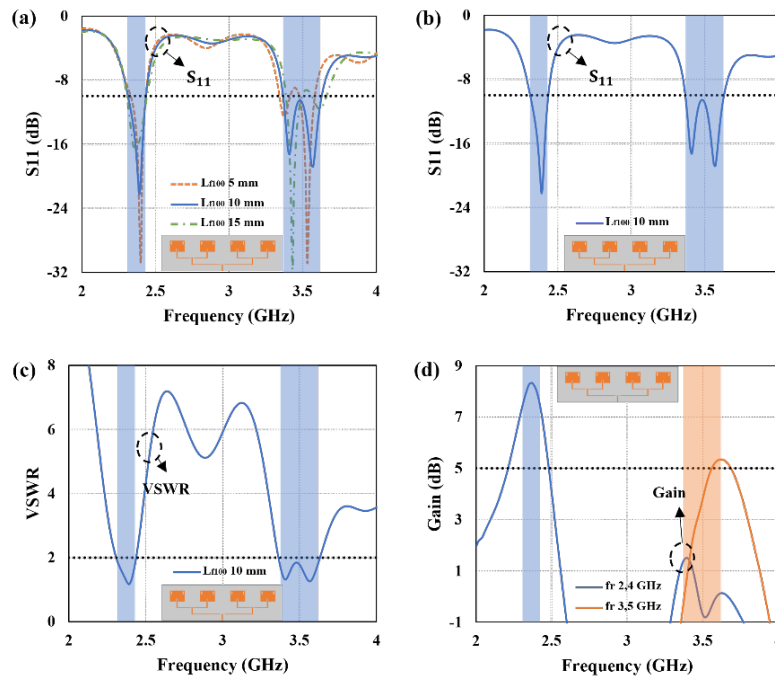 (a)
0
-8
-16
-24
-32
S11 (dB)
S11
Lf100 5 mm
Lf100 10 mm
Lf100 15 mm
2
2.5
3
3.5
4
Frequency (GHz)
(b)
0
-8
-16
-24
-32
S11 (dB)
S11
Lf100 10 mm
2
2.5
3
3.5
4
Frequency (GHz)
(c)
8
6
4
2
0
VSWR
VSWR
Lf100 10 mm
2
2.5
3
3.5
4
Frequency (GHz)
(d)
9
7
5
3
1
-1
Gain (dB)
Gain
fr 2,4 GHz
fr 3,5 GHz
2
2.5
3
3.5
4
Frequency (GHz)